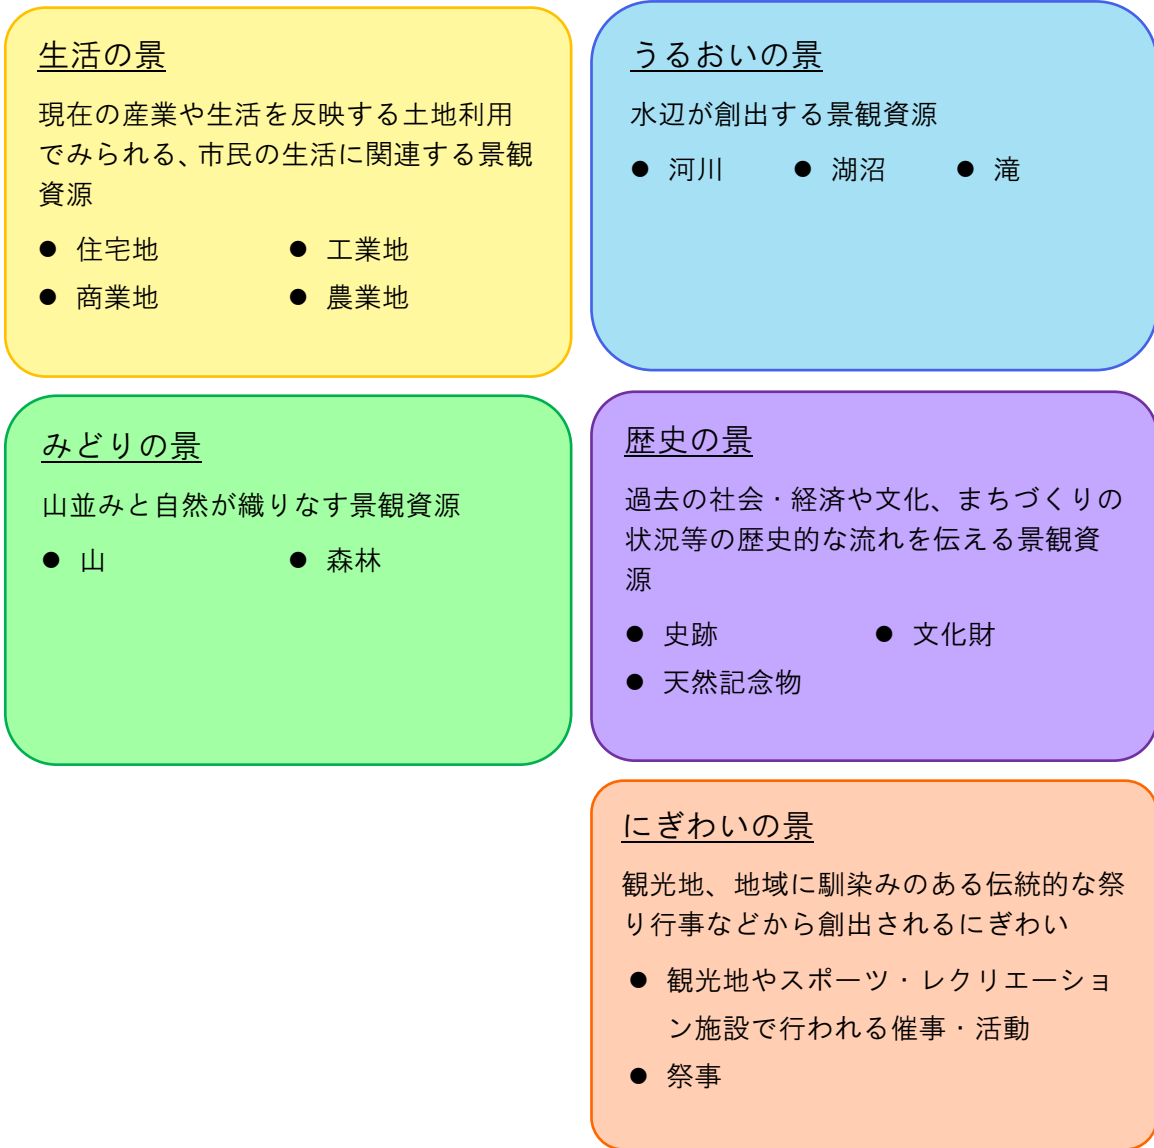 生活の景
現在の産業や生活を反映する土地利用
でみられる、市民の生活に関連する景観
資源
● 住宅地 ● 工業地
● 商業地 ● 農業地
うるおいの景
水辺が創出する景観資源
● 河川 ● 湖沼 ● 滝
みどりの景
山並みと自然が織りなす景観資源
● 山 ● 森林
歴史の景
過去の社会・経済や文化、まちづくりの
状況等の歴史的な流れを伝える景観資
源
● 史跡 ● 文化財
● 天然記念物
にぎわいの景
観光地、地域に馴染みのある伝統的な祭
り行事などから創出されるにぎわい
● 観光地やスポーツ・レクリエーショ
ン施設で行われる催事・活動
● 祭事